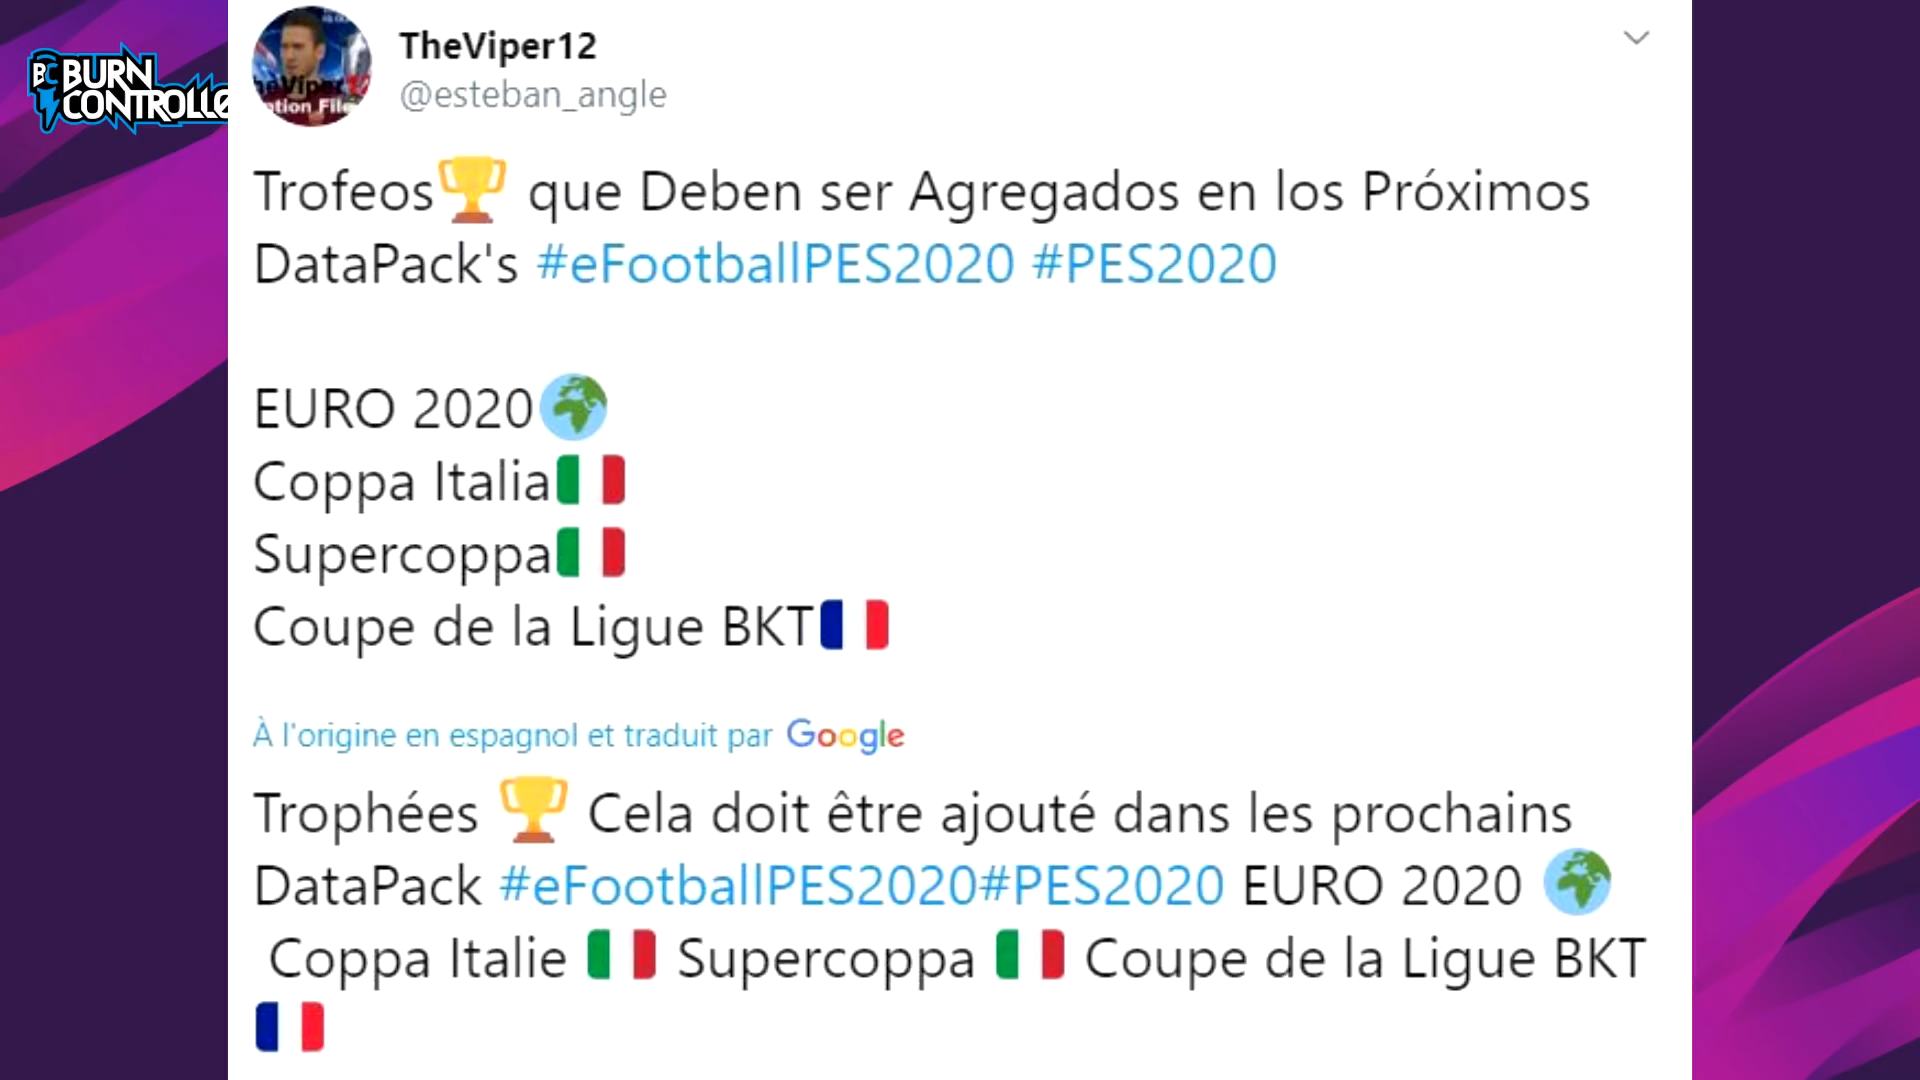 BC BURN
CONTROLL
TheViper12
@esteban_angle
Trofeos🏆 que Deben ser Agregados en los Próximos
DataPack's #eFootballPES2020 #PES2020
EURO 2020🌍
Coppa Italia🇮🇹
Supercoppa🇮🇹
Coupe de la Ligue BKT🇫🇷
À l'origine en espagnol et traduit par Google
Trophées 🏆 Cela doit être ajouté dans les prochains
DataPack #eFootballPES2020#PES2020 EURO 2020 🌍
Coppa Italie 🇮🇹 Supercoppa 🇮🇹 Coupe de la Ligue BKT
🇫🇷